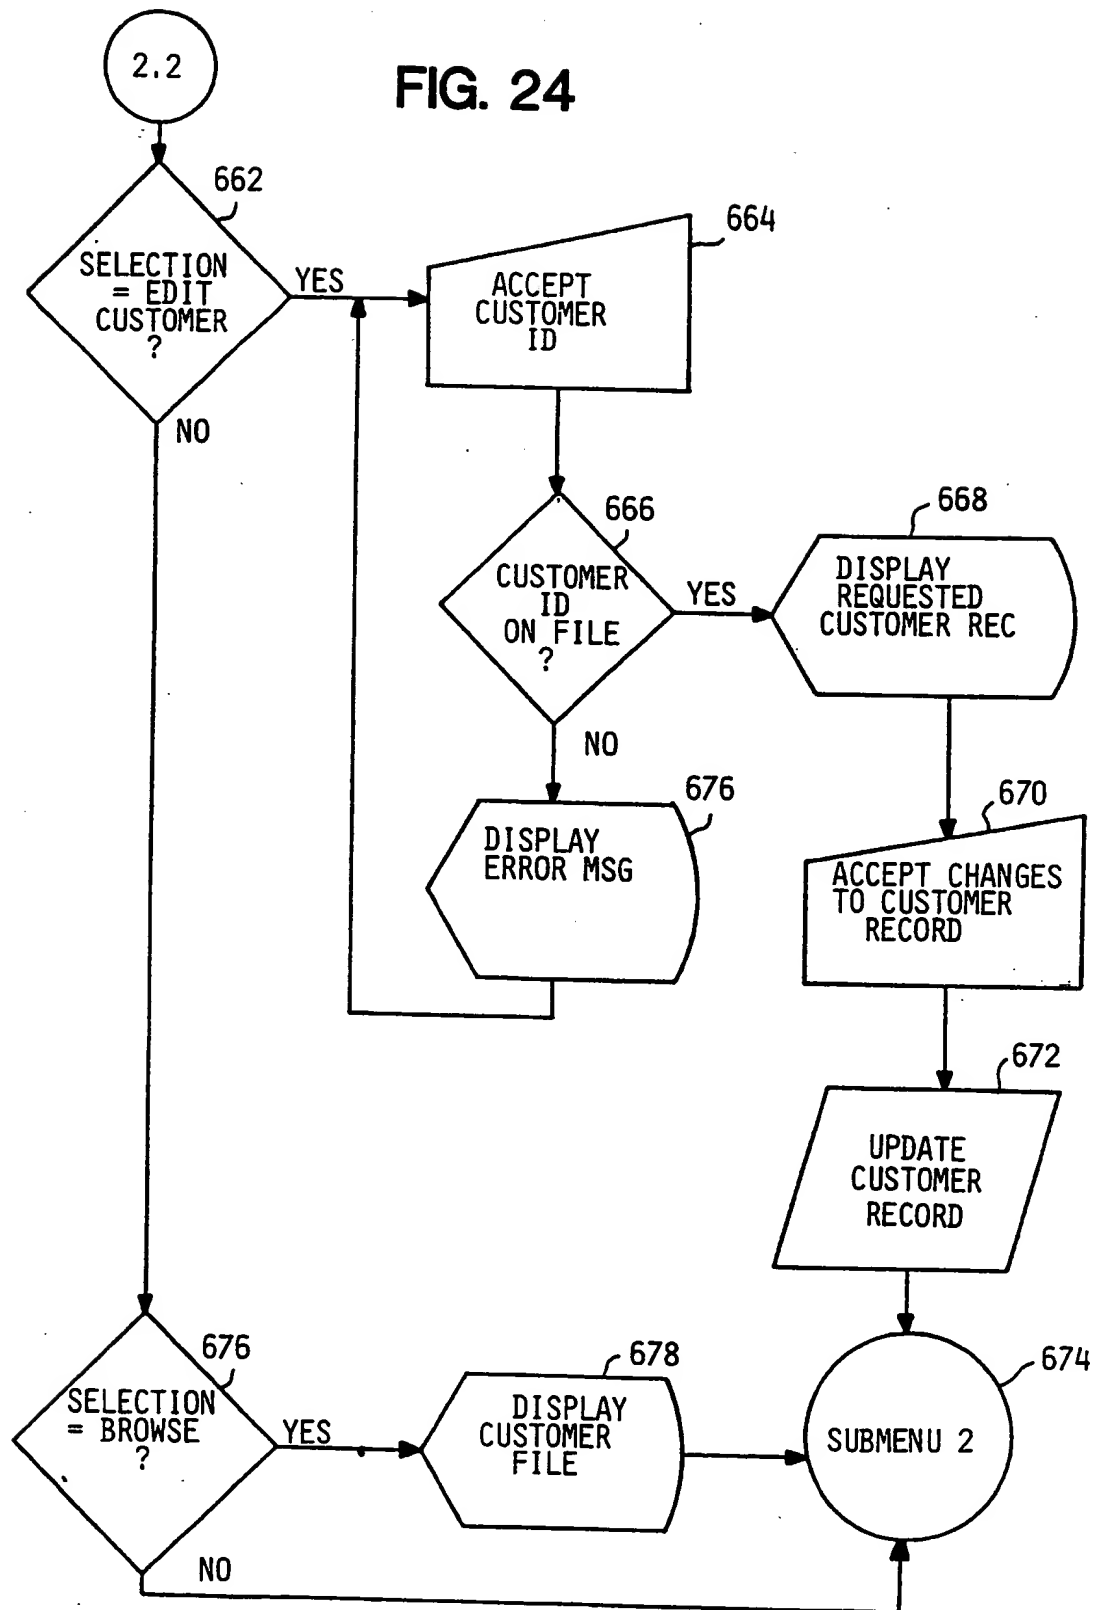 2.2
FIG. 24
662
SELECTION
= EDIT
CUSTOMER
?
YES
NO
664
ACCEPT
CUSTOMER
ID
666
CUSTOMER
ID
ON FILE
?
YES
NO
668
DISPLAY
REQUESTED
CUSTOMER REC
676
DISPLAY
ERROR MSG
670
ACCEPT CHANGES
TO CUSTOMER
RECORD
672
UPDATE
CUSTOMER
RECORD
676
SELECTION
= BROWSE
?
YES
NO
678
DISPLAY
CUSTOMER
FILE
674
SUBMENU 2